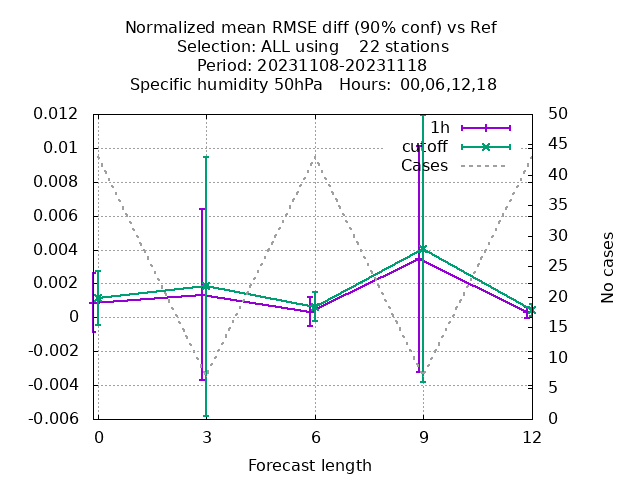 Normalized mean RMSE diff (90% conf) vs Ref
Selection: ALL using    22 stations
Period: 20231108-20231118
Specific humidity 50hPa   Hours:  00,06,12,18
0.012
0.01
0.008
0.006
0.004
0.002
0
-0.002
-0.004
-0.006
1h
cutoff
Cases
50
45
40
35
30
25
20
15
10
5
0
No cases
0 3 6 9 12
Forecast length